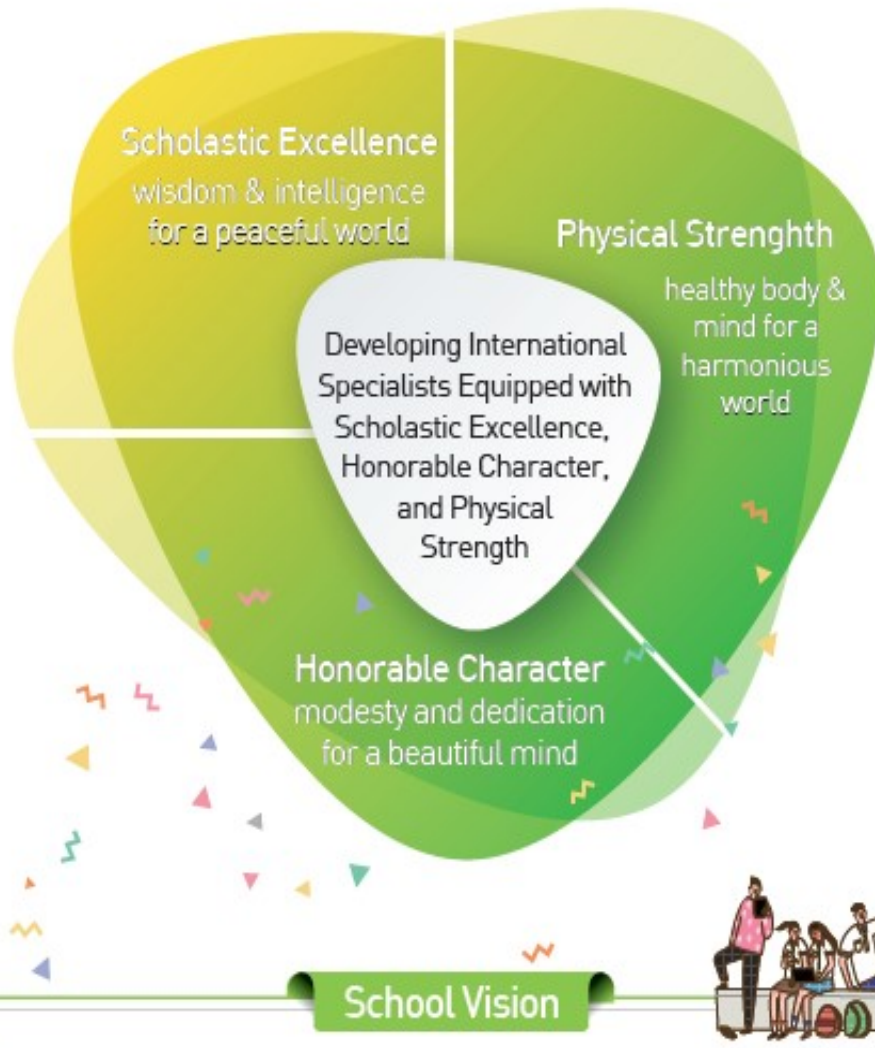 Scholastic Excellence
wisdom & intelligence
for a peaceful world
Physical Strenghth
healthy body &
mind for a
harmonious
world
Developing International
Specialists Equipped with
Scholastic Excellence,
Honorable Character,
and Physical
Strength
Honorable Character
modesty and dedication
for a beautiful mind
School Vision